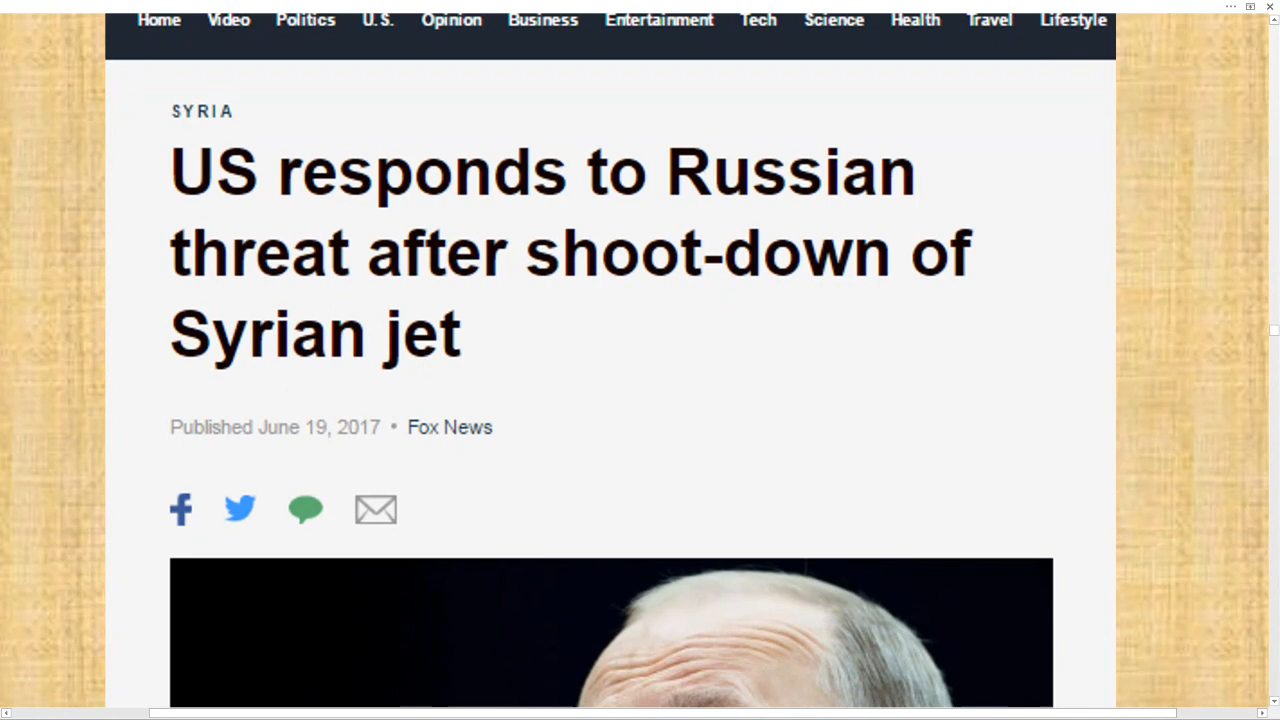 Home Video Politics U.S. Opinion Business Entertainment Tech Science Health Travel Lifestyle
SYRIA
US responds to Russian
threat after shoot-down of
Syrian jet
Published June 19, 2017 • Fox News